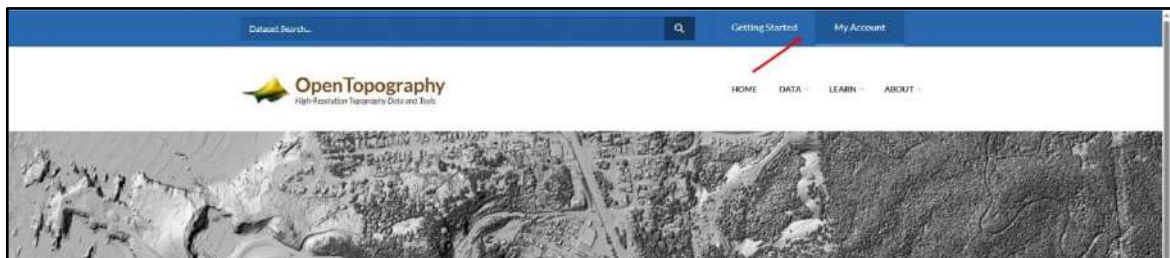 Dataset Search...
Getting Started
My Account
OpenTopography
High-Resolution Topography Data and Tools
HOME
DATA
LEARN
ABOUT